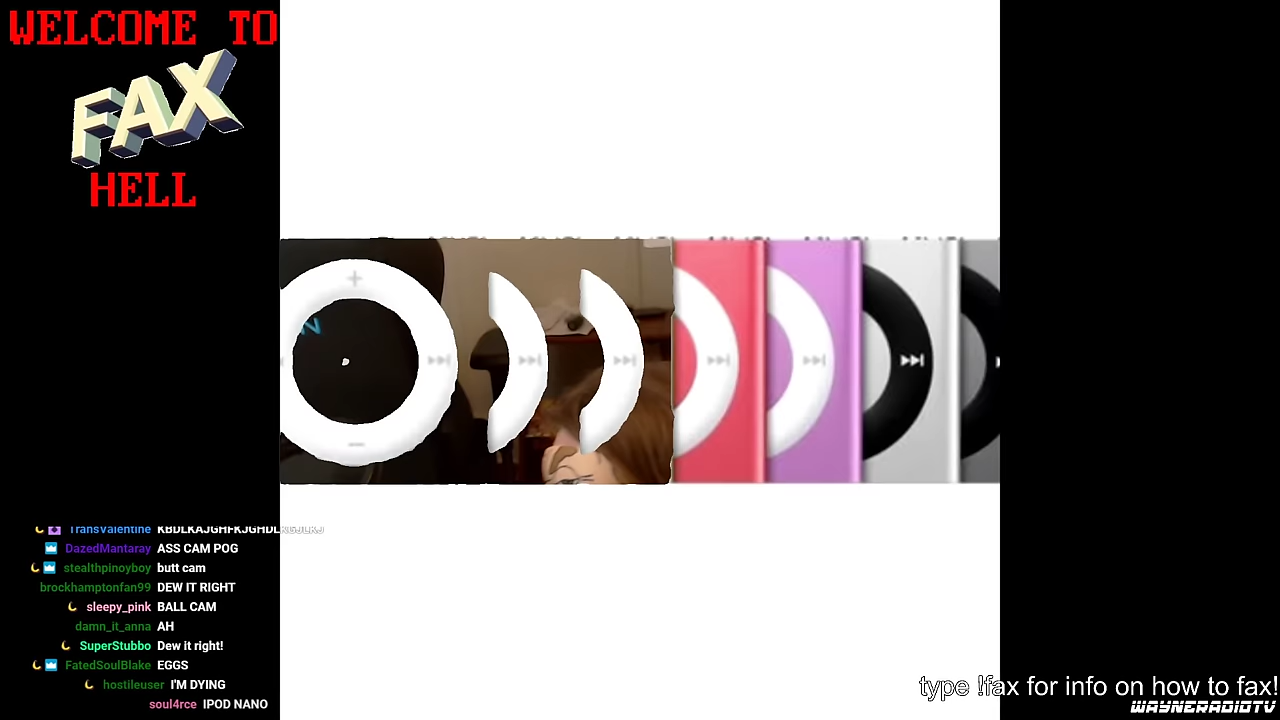 WELCOME TO
FAX
HELL
TransValentine KBDLKAJGHFKJGHDLKGJLKJ
DazedMantaray ASS CAM POG
stealthpinoyboy butt cam
brockhamptonfan99 DEW IT RIGHT
sleepy_pink BALL CAM
damn_it_anna AH
SuperStubbo Dew it right!
FatedSoulBlake EGGS
hostileuser I'M DYING
soul4rce IPOD NANO
type !fax for info on how to fax!
WAYNERADIOTV